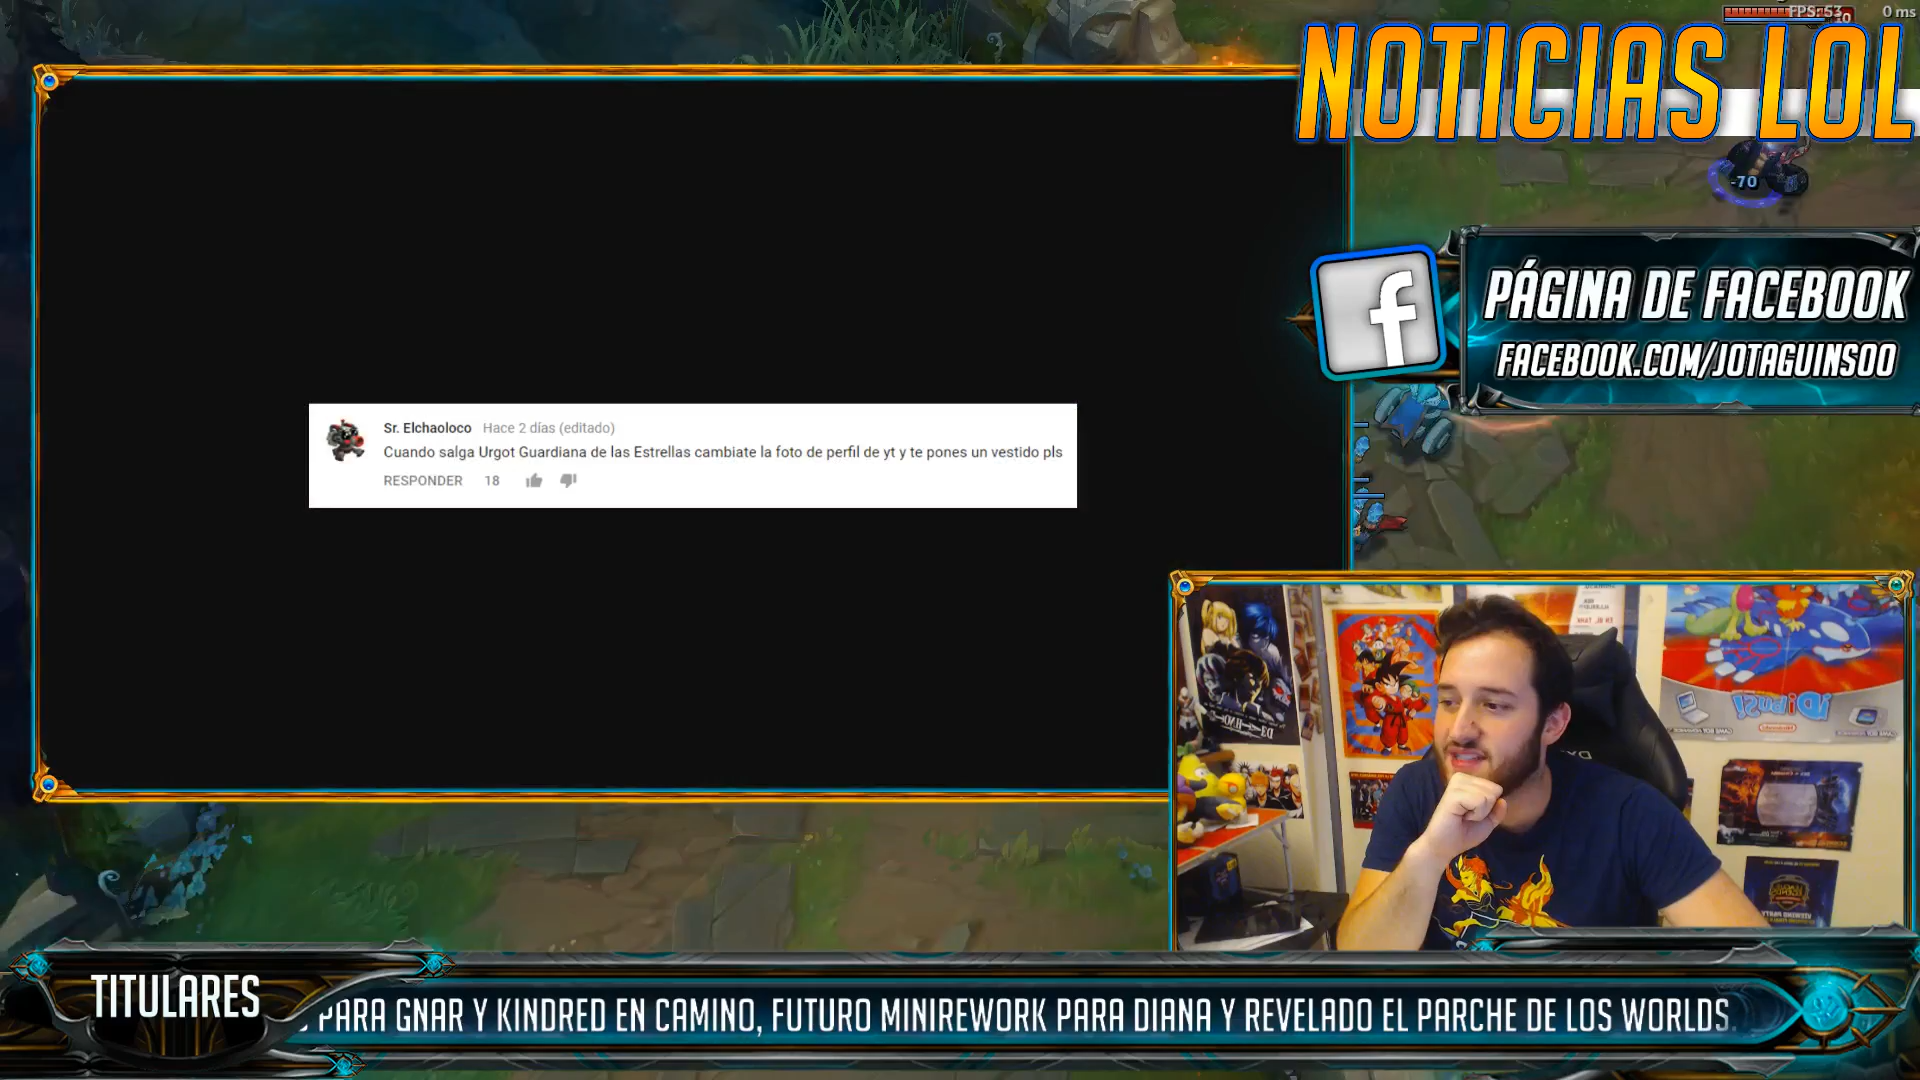 FPS: 53
0 ms
NOTICIAS LOL
-70
PÁGINA DE FACEBOOK
FACEBOOK.COM/JOTAGUINSOO
Sr. Elchaoloco Hace 2 días (editado)
Cuando salga Urgot Guardiana de las Estrellas cambiate la foto de perfil de yt y te pones un vestido pls
RESPONDER 18
TITULARES
PARA GNAR Y KINDRED EN CAMINO, FUTURO MINIREWORK PARA DIANA Y REVELADO EL PARCHE DE LOS WORLDS.